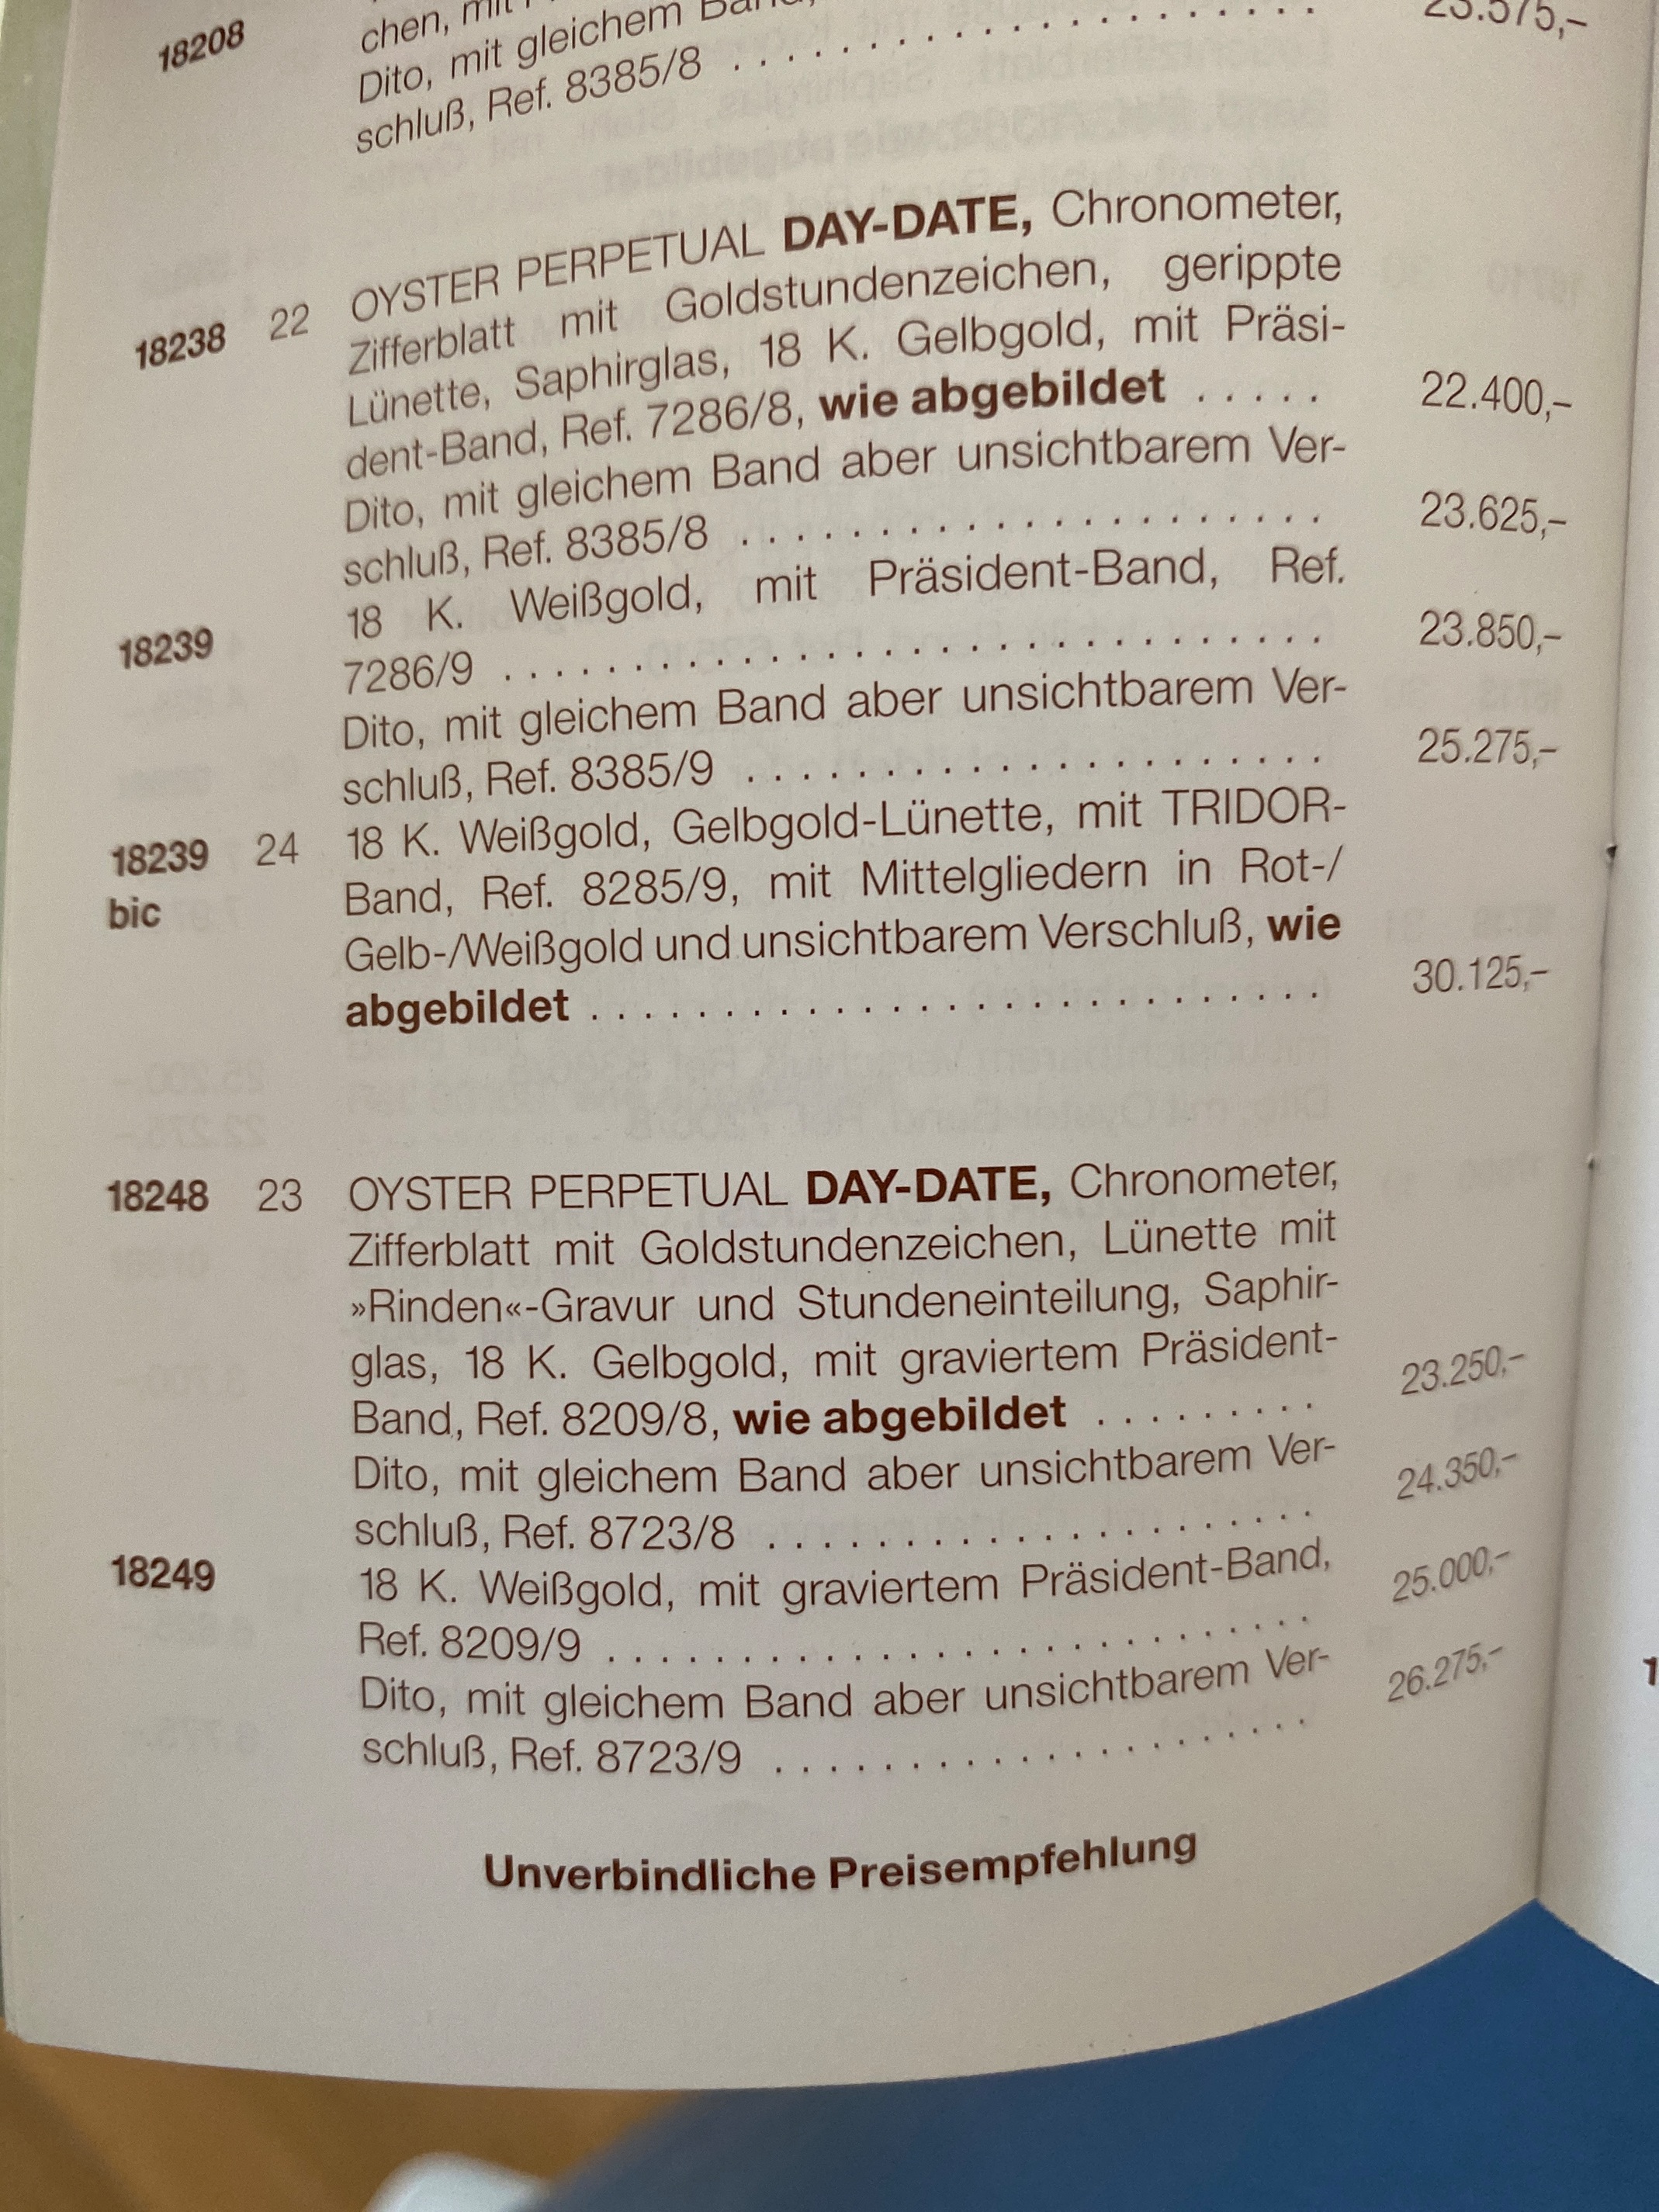 chen, mit
18208 Dito, mit gleichem Band,
schluß, Ref. 8385/8 . . . . . . . . . . . . . . . . . . . . . . 23.575,–
18238 22 OYSTER PERPETUAL DAY-DATE, Chronometer,
Zifferblatt mit Goldstundenzeichen, gerippte
Lünette, Saphirglas, 18 K. Gelbgold, mit Präsi-
dent-Band, Ref. 7286/8, wie abgebildet . . . . . 22.400,–
Dito, mit gleichem Band aber unsichtbarem Ver-
schluß, Ref. 8385/8 . . . . . . . . . . . . . . . . . . . . . . 23.625,–
18239 18 K. Weißgold, mit Präsident-Band, Ref.
7286/9 . . . . . . . . . . . . . . . . . . . . . . . . . . . . . . . 23.850,–
Dito, mit gleichem Band aber unsichtbarem Ver-
schluß, Ref. 8385/9 . . . . . . . . . . . . . . . . . . . . . 25.275,–
18239 24 18 K. Weißgold, Gelbgold-Lünette, mit TRIDOR-
bic Band, Ref. 8285/9, mit Mittelgliedern in Rot-/
Gelb-/Weißgold und unsichtbarem Verschluß, wie
abgebildet . . . . . . . . . . . . . . . . . . . . . . . . . . . 30.125,–
18248 23 OYSTER PERPETUAL DAY-DATE, Chronometer,
Zifferblatt mit Goldstundenzeichen, Lünette mit
»Rinden«-Gravur und Stundeneinteilung, Saphir-
glas, 18 K. Gelbgold, mit graviertem Präsident-
Band, Ref. 8209/8, wie abgebildet . . . . . . . . . 23.250,–
Dito, mit gleichem Band aber unsichtbarem Ver-
schluß, Ref. 8723/8 . . . . . . . . . . . . . . . . . . . . 24.350,–
18249 18 K. Weißgold, mit graviertem Präsident-Band,
Ref. 8209/9 . . . . . . . . . . . . . . . . . . . . . . . . . . 25.000,–
Dito, mit gleichem Band aber unsichtbarem Ver-
schluß, Ref. 8723/9 . . . . . . . . . . . . . . . . . . . . 26.275,–
Unverbindliche Preisempfehlung